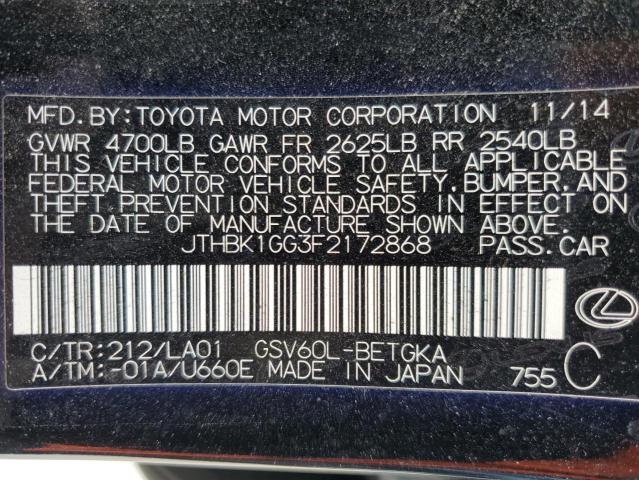 MFD.BY:TOYOTA MOTOR CORPORATION 11/14
GVWR 4700LB GAWR FR 2625LB RR 2540LB
THIS VEHICLE CONFORMS TO ALL APPLICABLE
FEDERAL MOTOR VEHICLE SAFETY,BUMPER,AND
THEFT PREVENTION STANDARDS IN EFFECT ON
THE DATE OF MANUFACTURE SHOWN ABOVE.
JTHBK1GG3F2172868 PASS.CAR
C/TR:212/LA01 GSV60L-BETGKA
A/TM:-01A/U660E MADE IN JAPAN 755 C